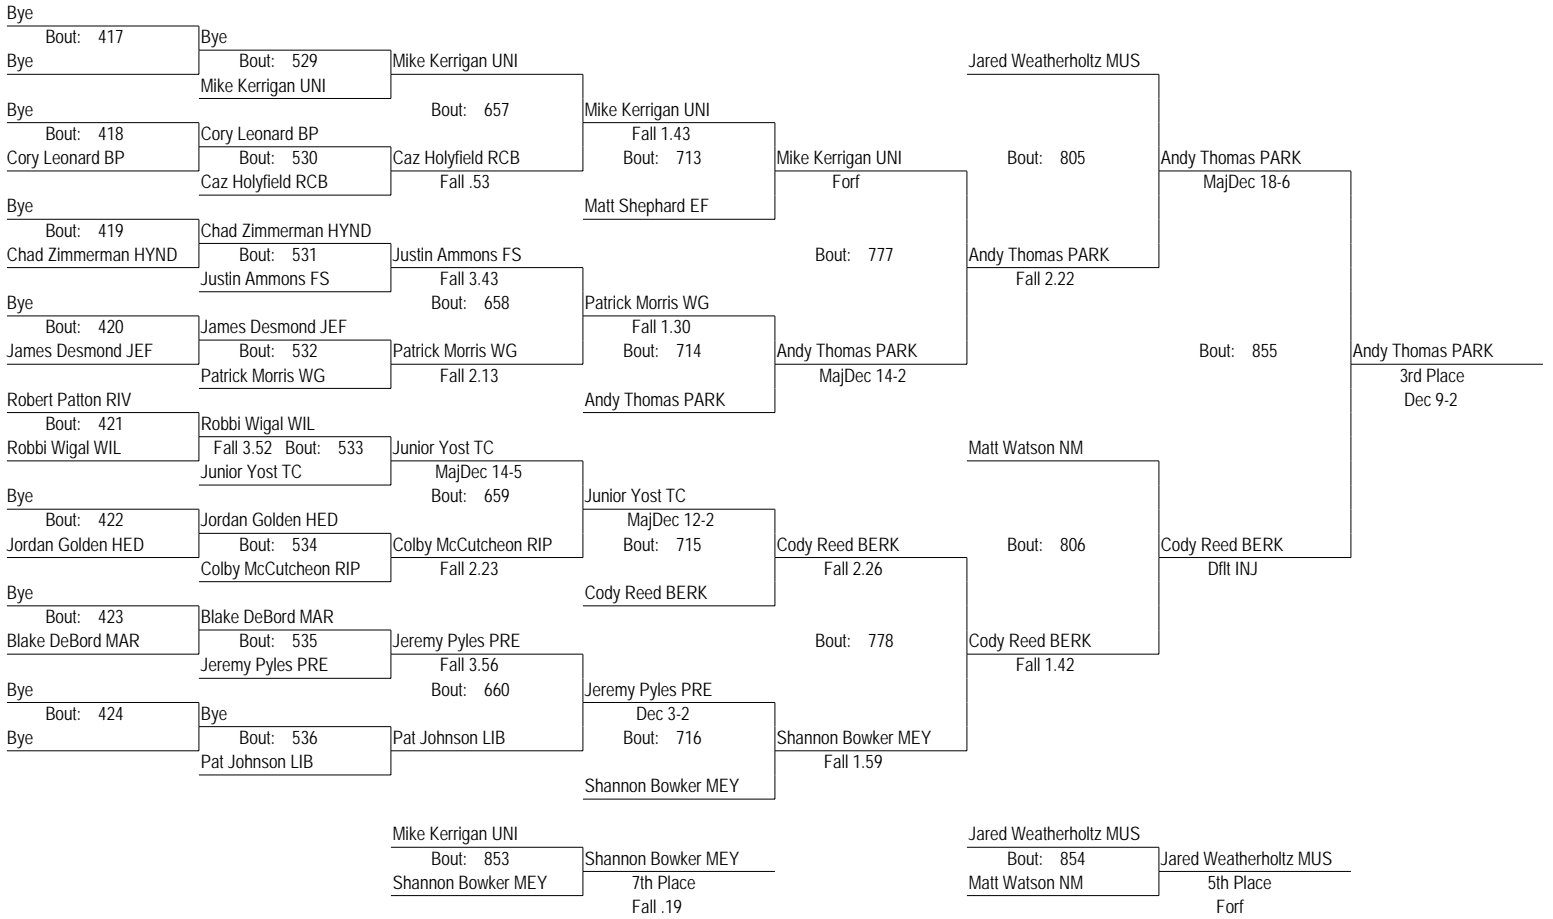 Bye
Bout: 417 Bye
Bye Bout: 529 Mike Kerrigan UNI Jared Weatherholtz MUS
Mike Kerrigan UNI
Bye Bout: 657 Mike Kerrigan UNI
Bout: 418 Cory Leonard BP Fall 1.43
Cory Leonard BP Bout: 530 Caz Holyfield RCB Bout: 713 Mike Kerrigan UNI Bout: 805 Andy Thomas PARK
Caz Holyfield RCB Fall .53 Forf MajDec 18-6
Bye Matt Shephard EF
Bout: 419 Chad Zimmerman HYND
Chad Zimmerman HYND Bout: 531 Justin Ammons FS Bout: 777 Andy Thomas PARK
Justin Ammons FS Fall 3.43 Fall 2.22
Bye Bout: 658 Patrick Morris WG
Bout: 420 James Desmond JEF Fall 1.30
James Desmond JEF Bout: 532 Patrick Morris WG Bout: 714 Andy Thomas PARK Bout: 855 Andy Thomas PARK
Patrick Morris WG Fall 2.13 MajDec 14-2 3rd Place
Robert Patton RIV Andy Thomas PARK Dec 9-2
Bout: 421 Robbi Wigal WIL
Robbi Wigal WIL Fall 3.52 Bout: 533 Junior Yost TC Matt Watson NM
Junior Yost TC MajDec 14-5
Bye Bout: 659 Junior Yost TC
Bout: 422 Jordan Golden HED MajDec 12-2
Jordan Golden HED Bout: 534 Colby McCutcheon RIP Bout: 715 Cody Reed BERK Bout: 806 Cody Reed BERK
Colby McCutcheon RIP Fall 2.23 Fall 2.26 Dflt INJ
Bye Cody Reed BERK
Bout: 423 Blake DeBord MAR
Blake DeBord MAR Bout: 535 Jeremy Pyles PRE Bout: 778 Cody Reed BERK
Jeremy Pyles PRE Fall 3.56 Fall 1.42
Bye Bout: 660 Jeremy Pyles PRE
Bout: 424 Bye Dec 3-2
Bye Bout: 536 Pat Johnson LIB Bout: 716 Shannon Bowker MEY
Pat Johnson LIB Fall 1.59
Shannon Bowker MEY
Mike Kerrigan UNI Jared Weatherholtz MUS
Bout: 853 Shannon Bowker MEY Bout: 854 Jared Weatherholtz MUS
Shannon Bowker MEY 7th Place Matt Watson NM 5th Place
Fall .19 Forf